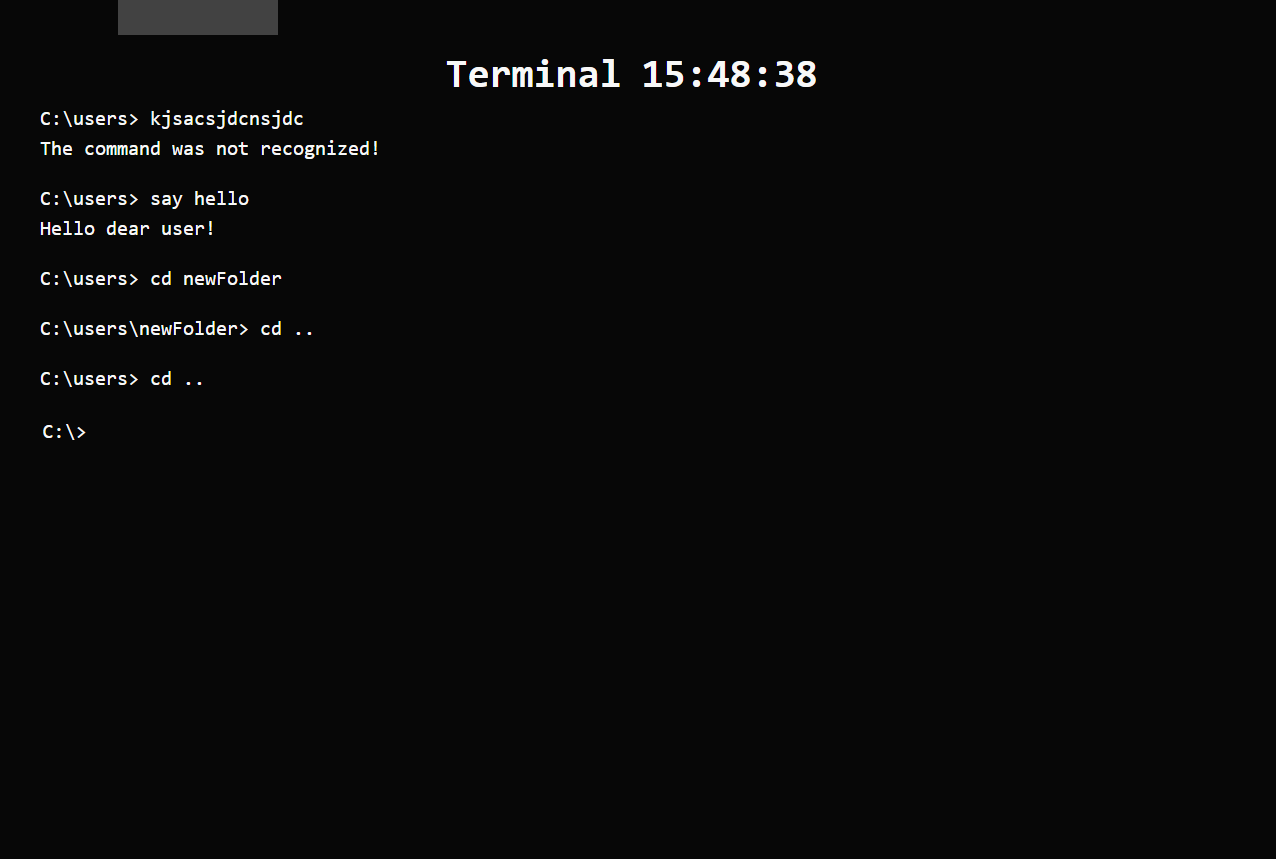 Terminal 15:48:38
C:\users> kjsacsjdcnsjdc
The command was not recognized!
C:\users> say hello
Hello dear user!
C:\users> cd newFolder
C:\users\newFolder> cd ..
C:\users> cd ..
C:\>